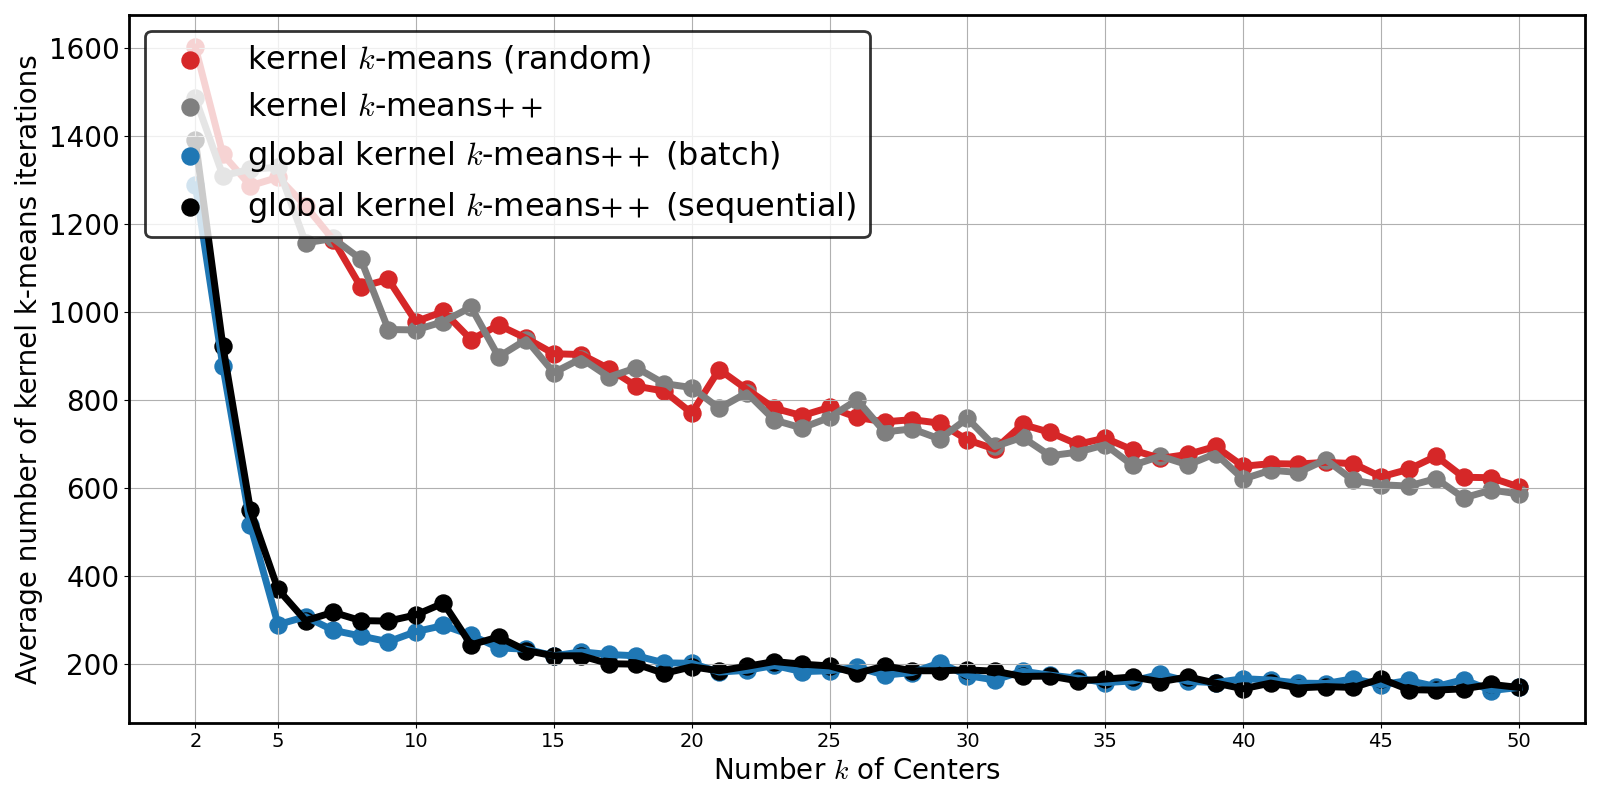 Average number of kernel k-means iterations
1600
1400
1200
1000
800
600
400
200
kernel k-means (random)
kernel k-means++
global kernel k-means++ (batch)
global kernel k-means++ (sequential)
2 5 10 15 20 25 30 35 40 45 50
Number k of Centers